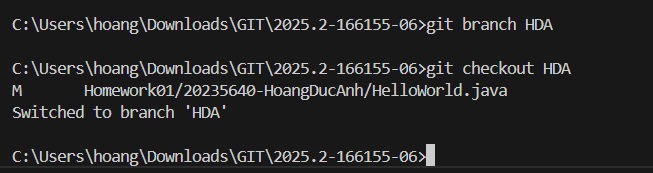 C:\Users\hoang\Downloads\GIT\2025.2-166155-06>git branch HDA
C:\Users\hoang\Downloads\GIT\2025.2-166155-06>git checkout HDA
M       Homework01/20235640-HoangDucAnh/HelloWorld.java
Switched to branch 'HDA'
C:\Users\hoang\Downloads\GIT\2025.2-166155-06>